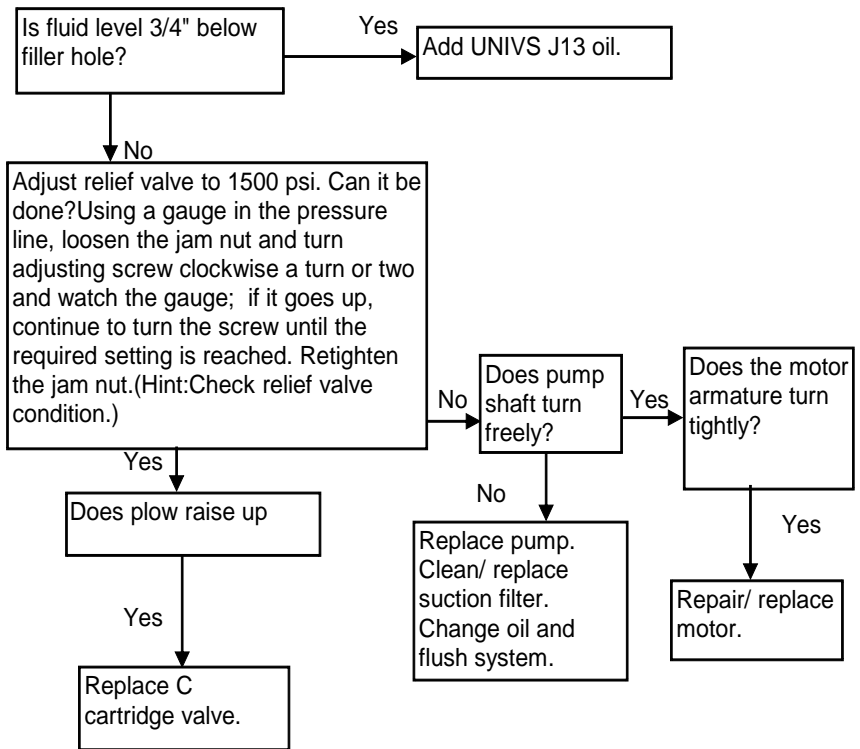 Is fluid level 3/4" below
filler hole?
Yes
Add UNIVS J13 oil.
No
Adjust relief valve to 1500 psi. Can it be
done?Using a gauge in the pressure
line, loosen the jam nut and turn
adjusting screw clockwise a turn or two
and watch the gauge; if it goes up,
continue to turn the screw until the
required setting is reached. Retighten
the jam nut.(Hint:Check relief valve
condition.)
No
Does pump
shaft turn
freely?
Yes
Does the motor
armature turn
tightly?
Yes
Does plow raise up
No
Replace pump.
Clean/ replace
suction filter.
Change oil and
flush system.
Yes
Repair/ replace
motor.
Yes
Replace C
cartridge valve.